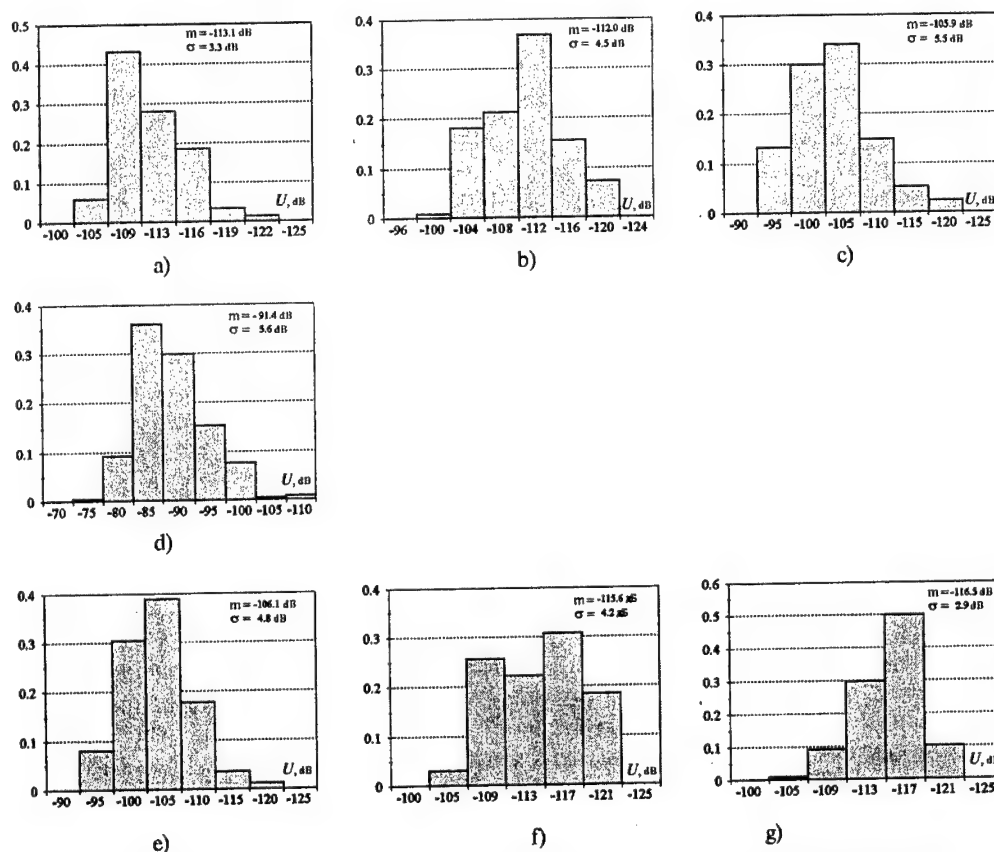 m = -113.1 dB
σ = 3.3 dB
0.5
0.4
0.3
0.2
0.1
0
U, dB
-100 -105 -109 -113 -116 -119 -122 -125
a)
m = -112.0 dB
σ = 4.5 dB
0.4
0.3
0.2
0.1
0
U, dB
-96 -100 -104 -108 -112 -116 -120 -124
b)
m = -105.9 dB
σ = 5.5 dB
0.4
0.3
0.2
0.1
0
U, dB
-90 -95 -100 -105 -110 -115 -120 -125
c)
m = -91.4 dB
σ = 5.6 dB
0.4
0.3
0.2
0.1
0
U, dB
-70 -75 -80 -85 -90 -95 -100 -105 -110
d)
m = -106.1 dB
σ = 4.8 dB
0.4
0.3
0.2
0.1
0
U, dB
-90 -95 -100 -105 -110 -115 -120 -125
e)
m = -115.6 дБ
σ = 4.2 дБ
0.4
0.3
0.2
0.1
0
U, dB
-100 -105 -109 -113 -117 -121 -125
f)
m = -116.5 dB
σ = 2.9 dB
0.6
0.5
0.4
0.3
0.2
0.1
0
U, dB
-100 -105 -109 -113 -117 -121 -125
g)